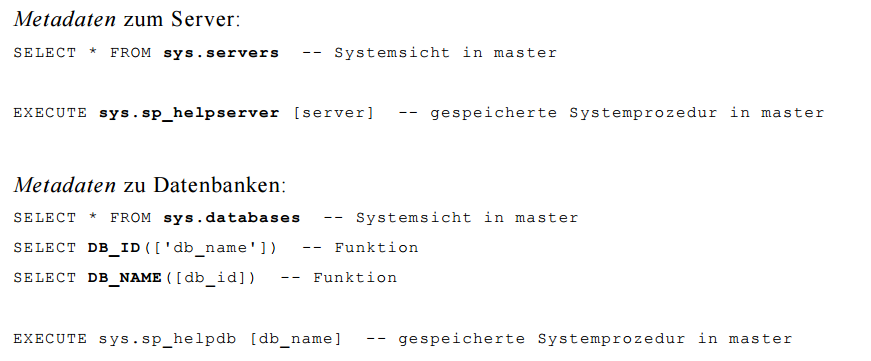 Metadaten zum Server:
SELECT * FROM sys.servers -- Systemsicht in master
EXECUTE sys.sp_helpserver [server] -- gespeicherte Systemprozedur in master
Metadaten zu Datenbanken:
SELECT * FROM sys.databases -- Systemsicht in master
SELECT DB_ID(['db_name']) -- Funktion
SELECT DB_NAME([db_id]) -- Funktion
EXECUTE sys.sp_helpdb [db_name] -- gespeicherte Systemprozedur in master